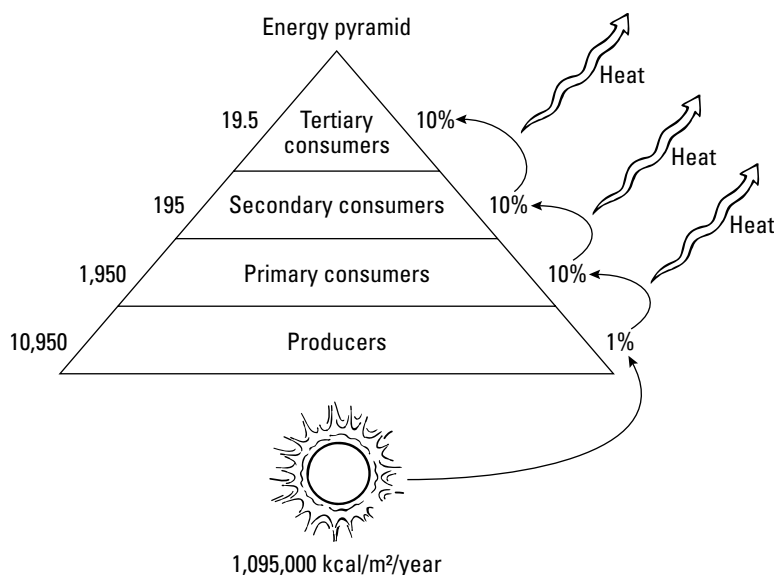 Energy pyramid
Heat
19.5
Tertiary
consumers
10%
Heat
195
Secondary consumers
10%
Heat
1,950
Primary consumers
10%
10,950
Producers
1%
1,095,000 kcal/m²/year